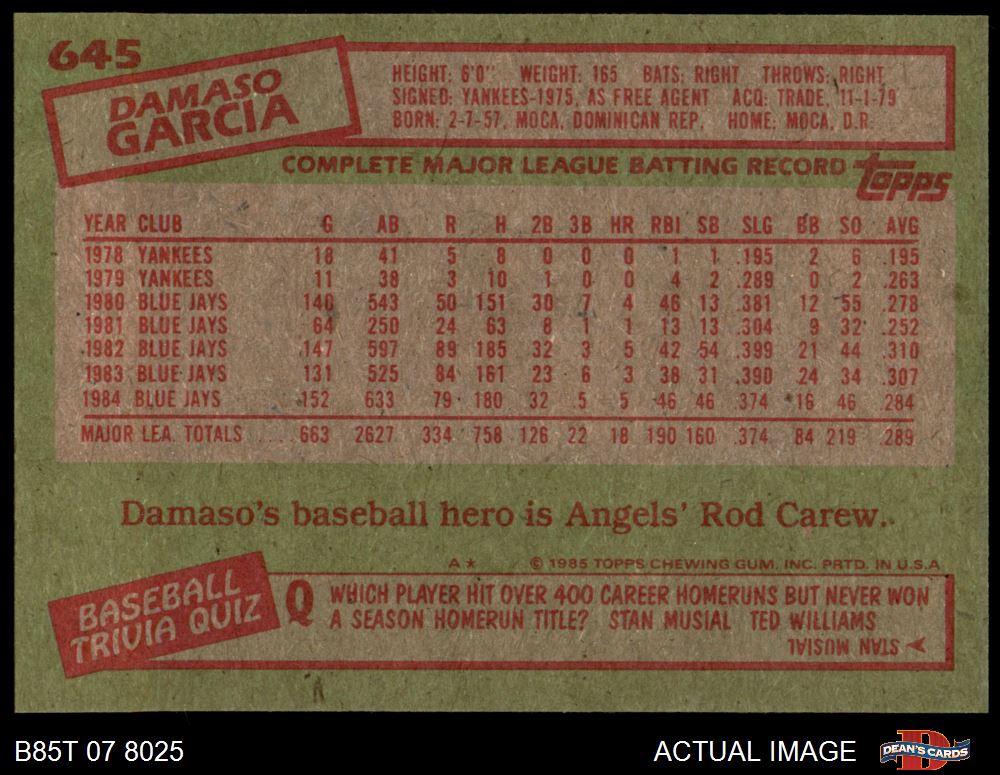 645
DAMASO
GARCIA
HEIGHT: 6'0" WEIGHT: 165 BATS: RIGHT THROWS: RIGHT
SIGNED: YANKEES-1975, AS FREE AGENT ACQ: TRADE, 11-1-79
BORN: 2-7-57, MOCA, DOMINICAN REP. HOME: MOCA, D.R.
COMPLETE MAJOR LEAGUE BATTING RECORD
topps
YEAR CLUB G AB R H 2B 3B HR RBI SB SLG BB SO AVG
1978 YANKEES 18 41 5 8 0 0 0 1 1 .195 2 6 .195
1979 YANKEES 11 38 3 10 1 0 0 4 2 .289 0 2 .263
1980 BLUE JAYS 140 543 50 151 30 7 4 46 13 .381 12 55 .278
1981 BLUE JAYS 64 250 24 63 8 1 1 13 13 .304 9 32 .252
1982 BLUE JAYS 147 597 89 185 32 3 5 42 54 .399 21 44 .310
1983 BLUE JAYS 131 525 84 161 23 6 3 38 31 .390 24 34 .307
1984 BLUE JAYS 152 633 79 180 32 5 5 46 46 .374 16 46 .284
MAJOR LEA. TOTALS .... 663 2627 334 758 126 22 18 190 160 .374 84 219 .289
Damaso's baseball hero is Angels' Rod Carew.
A* © 1985 TOPPS CHEWING GUM, INC. PRTD. IN U.S.A
BASEBALL
TRIVIA QUIZ
Q WHICH PLAYER HIT OVER 400 CAREER HOMERUNS BUT NEVER WON
A SEASON HOMERUN TITLE? STAN MUSIAL TED WILLIAMS
STAN MUSIAL
B85T 07 8025
ACTUAL IMAGE
D
DEAN'S CARDS